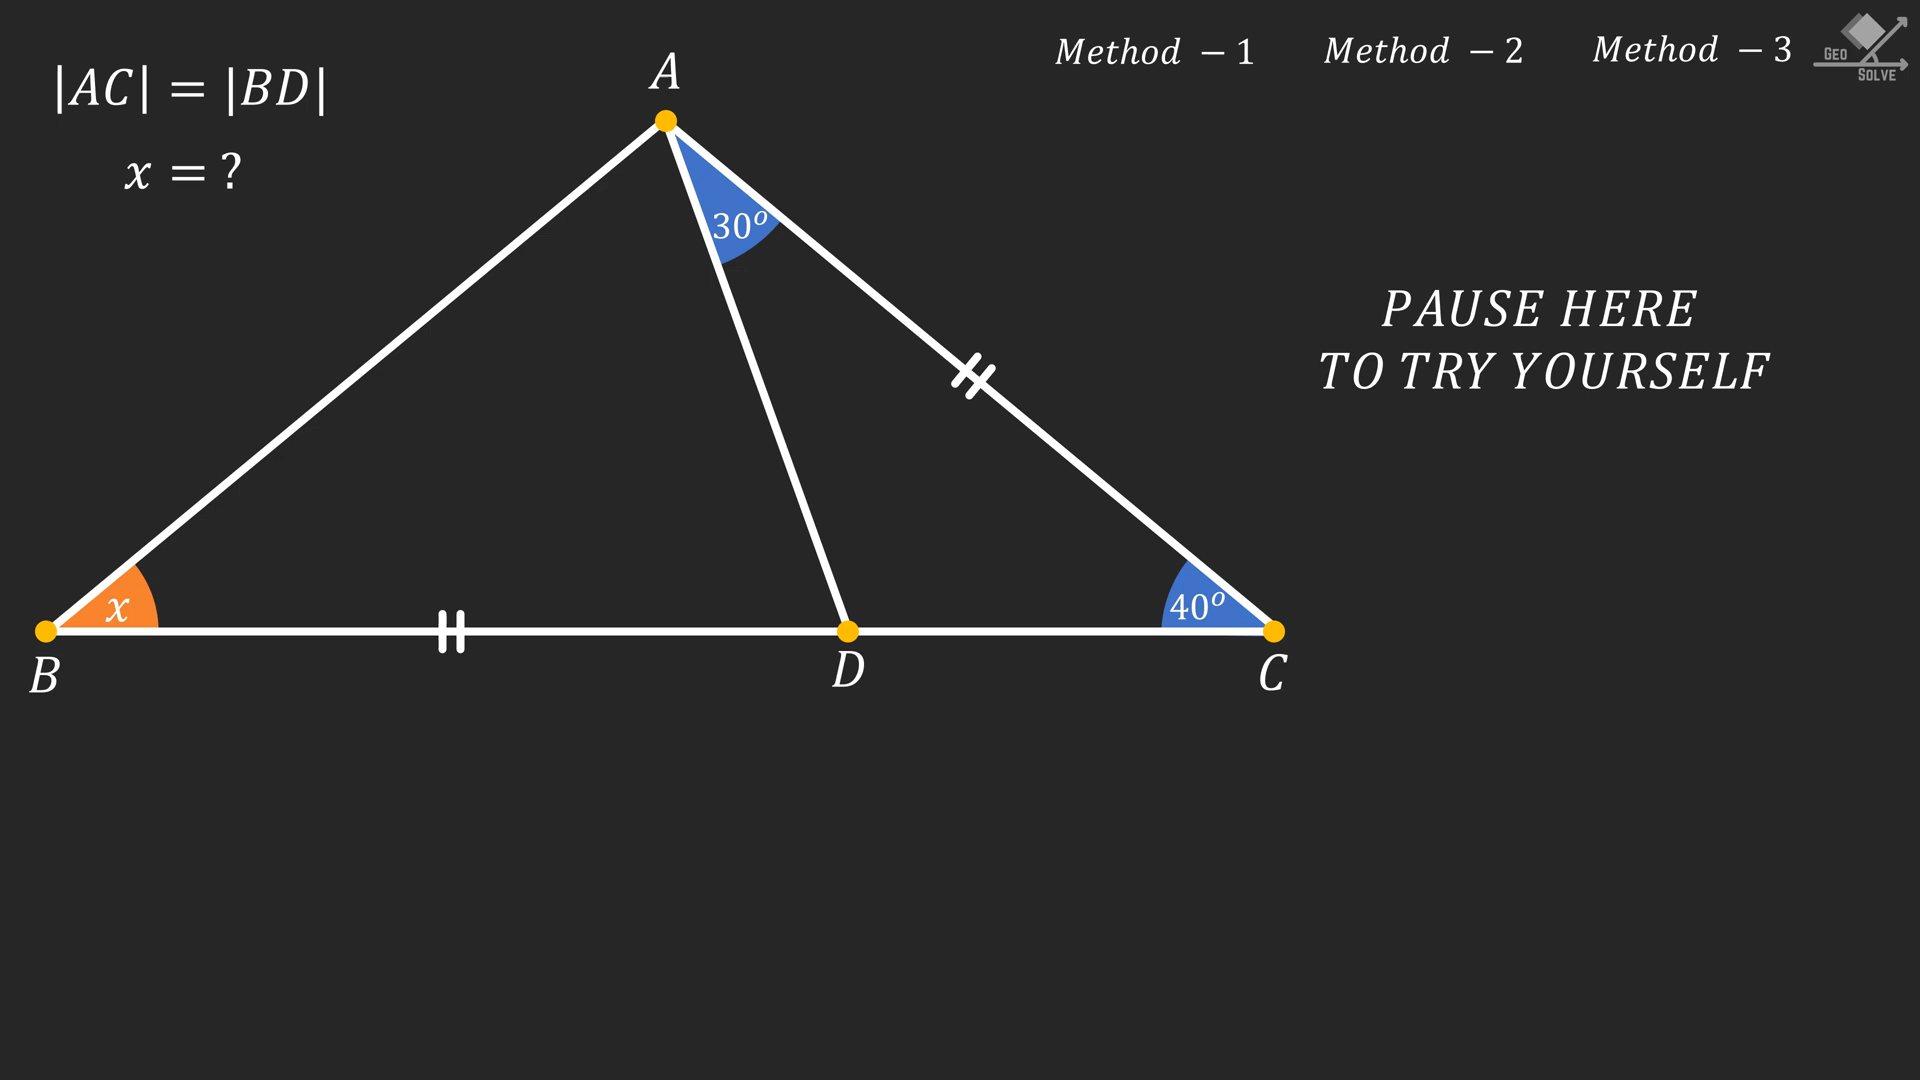 |AC| = |BD|
x = ?
Method − 1
Method − 2
Method − 3
GEO
SOLVE
A
30°
PAUSE HERE
TO TRY YOURSELF
x
40°
B
D
C